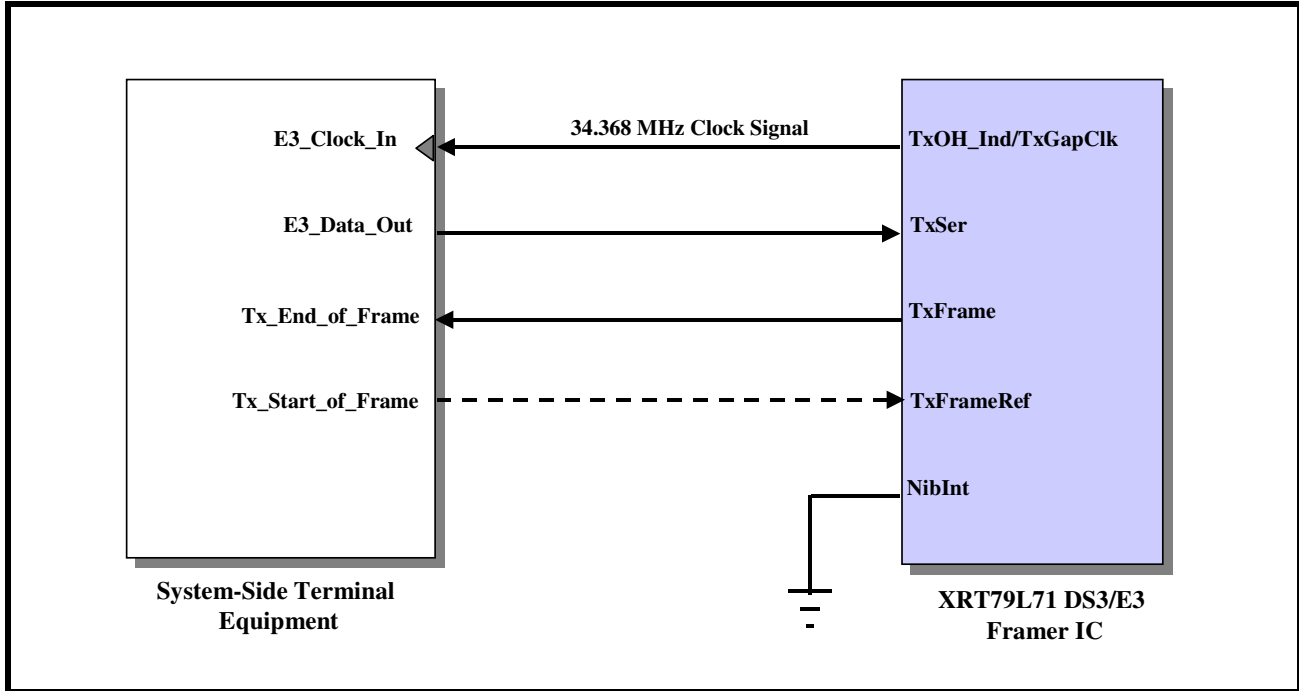 34.368 MHz Clock Signal
E3_Clock_In
TxOH_Ind/TxGapClk
E3_Data_Out
TxSer
Tx_End_of_Frame
TxFrame
Tx_Start_of_Frame
TxFrameRef
NibInt
System-Side Terminal
Equipment
XRT79L71 DS3/E3
Framer IC